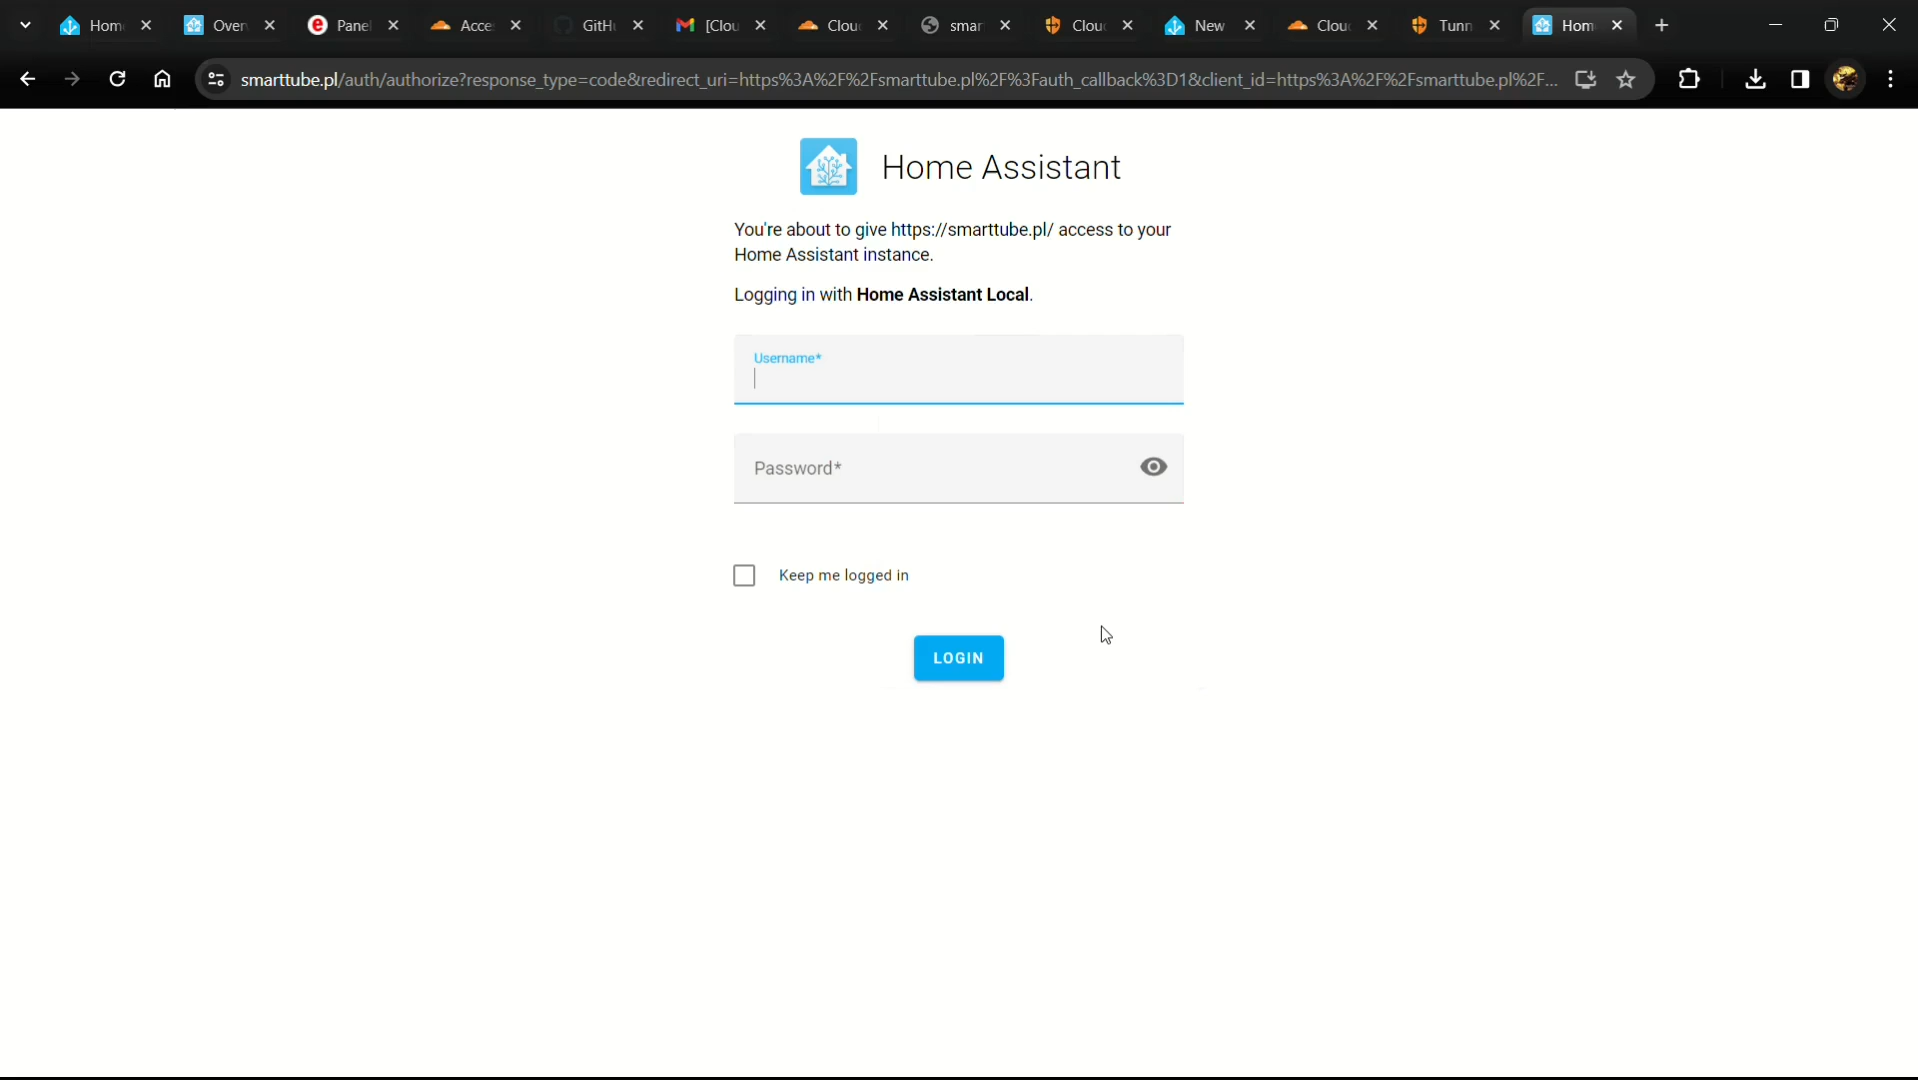 Hom
Over
Pane
Acce
GitH
[Clou
Clou
smar
Clou
New
Clou
Tunn
Hom
smarttube.pl/auth/authorize?response_type=code&redirect_uri=https%3A%2F%2Fsmarttube.pl%2F%3Fauth_callback%3D1&client_id=https%3A%2F%2Fsmarttube.pl%2F...
Home Assistant
You're about to give https://smarttube.pl/ access to your
Home Assistant instance.
Logging in with Home Assistant Local.
Username*
Password*
Keep me logged in
LOGIN